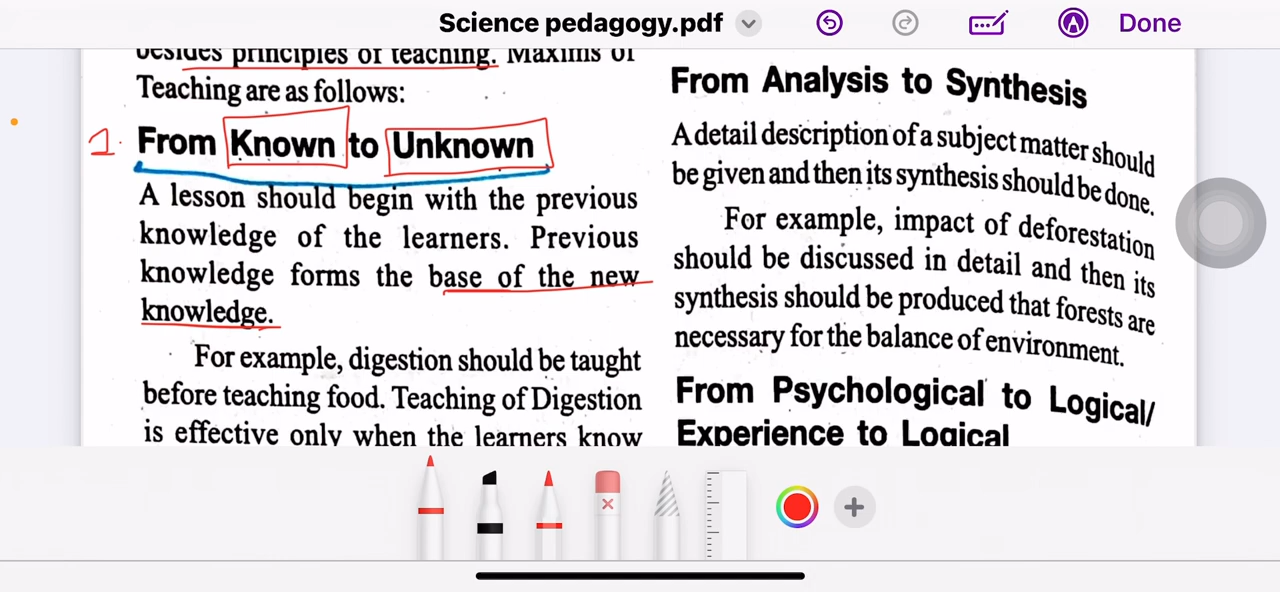 Science pedagogy.pdf
Done
besides principles of teaching. Maxims of
Teaching are as follows:
1. From Known to Unknown
A lesson should begin with the previous
knowledge of the learners. Previous
knowledge forms the base of the new
knowledge.
For example, digestion should be taught
before teaching food. Teaching of Digestion
is effective only when the learners know
From Analysis to Synthesis
A detail description of a subject matter should
be given and then its synthesis should be done.
For example, impact of deforestation
should be discussed in detail and then its
synthesis should be produced that forests are
necessary for the balance of environment.
From Psychological to Logical/
Experience to Logical